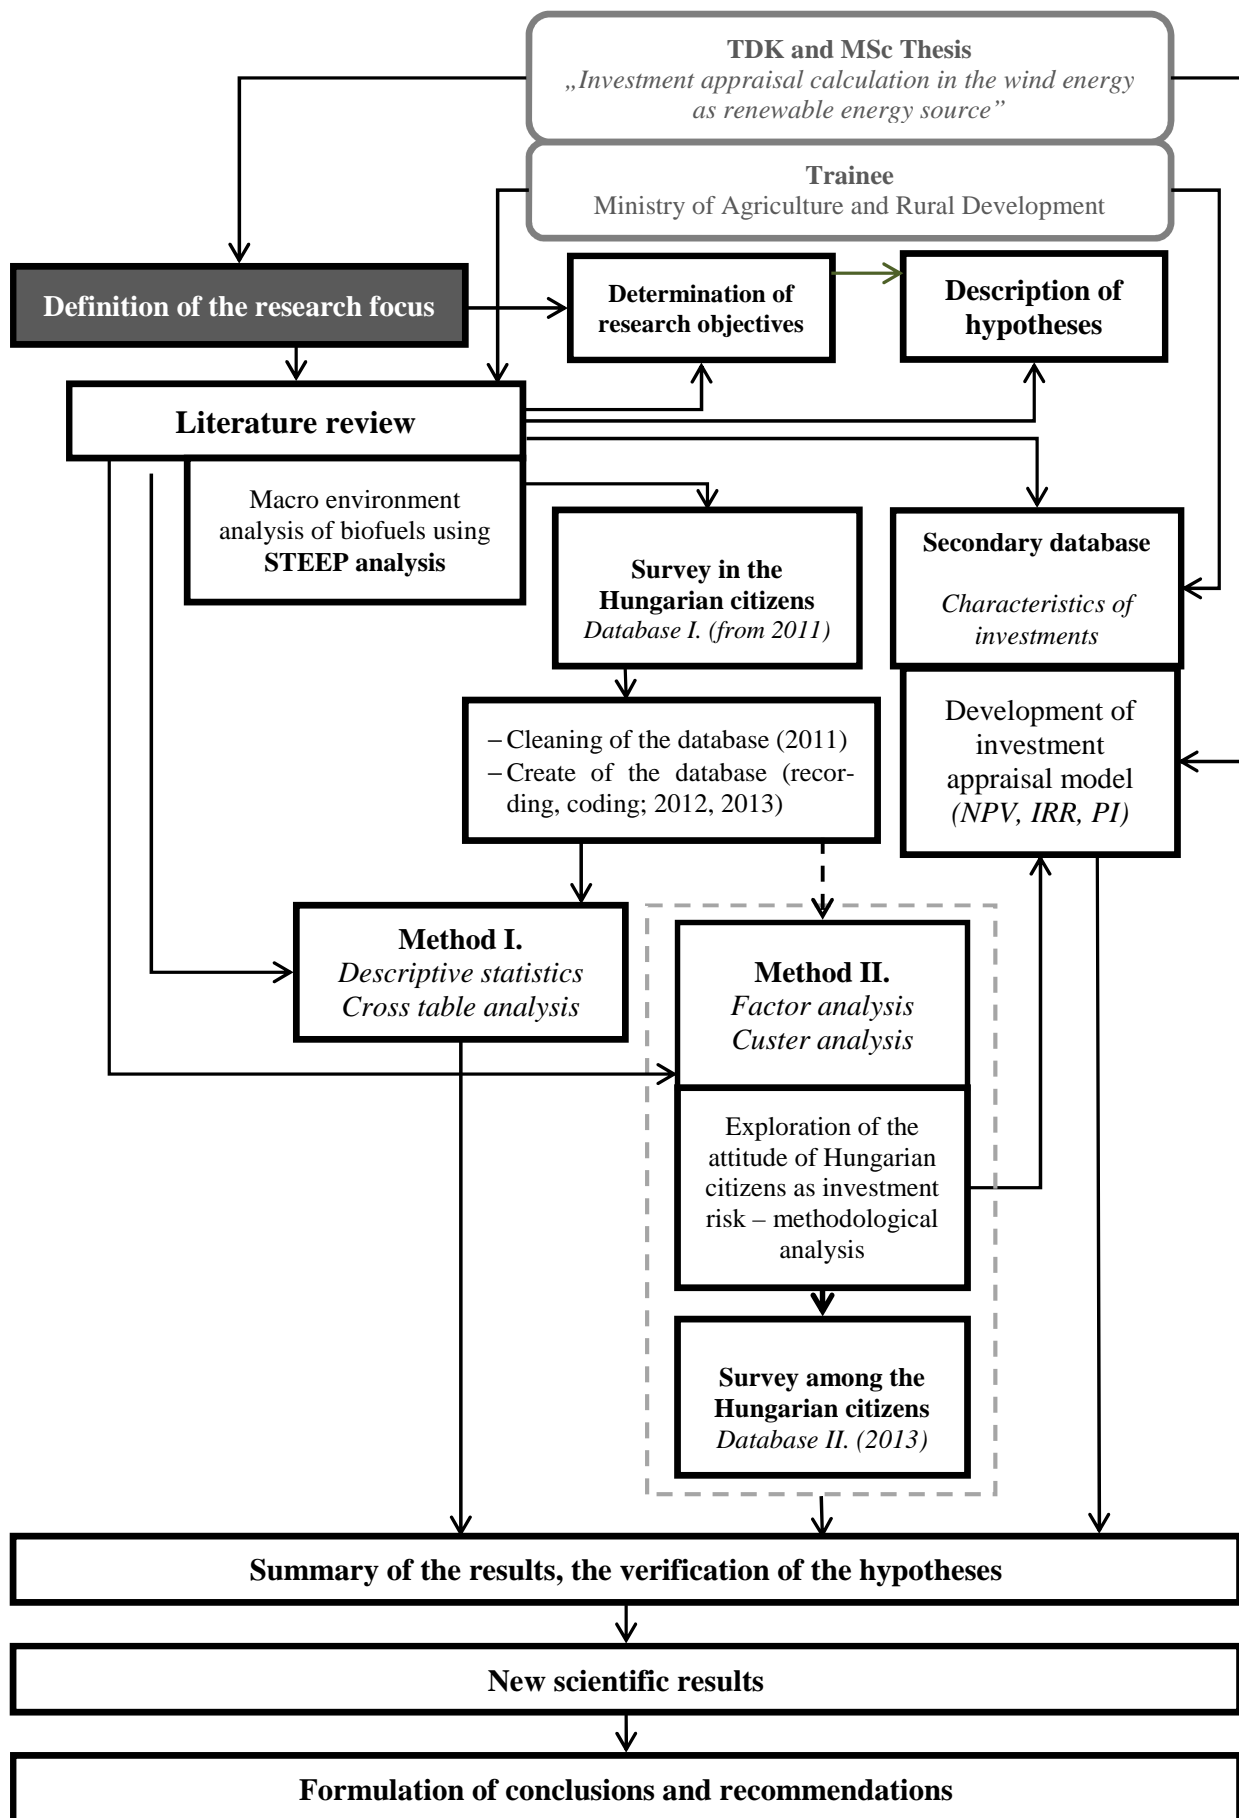 TDK and MSc Thesis
„Investment appraisal calculation in the wind energy
as renewable energy source”
Trainee
Ministry of Agriculture and Rural Development
Definition of the research focus
Determination of
research objectives
Description of
hypotheses
Literature review
Macro environment
analysis of biofuels using
STEEP analysis
Survey in the
Hungarian citizens
Database I. (from 2011)
Secondary database
Characteristics of
investments
– Cleaning of the database (2011)
– Create of the database (recor-
ding, coding; 2012, 2013)
Development of
investment
appraisal model
(NPV, IRR, PI)
Method I.
Descriptive statistics
Cross table analysis
Method II.
Factor analysis
Custer analysis
Exploration of the
attitude of Hungarian
citizens as investment
risk – methodological
analysis
Survey among the
Hungarian citizens
Database II. (2013)
Summary of the results, the verification of the hypotheses
New scientific results
Formulation of conclusions and recommendations